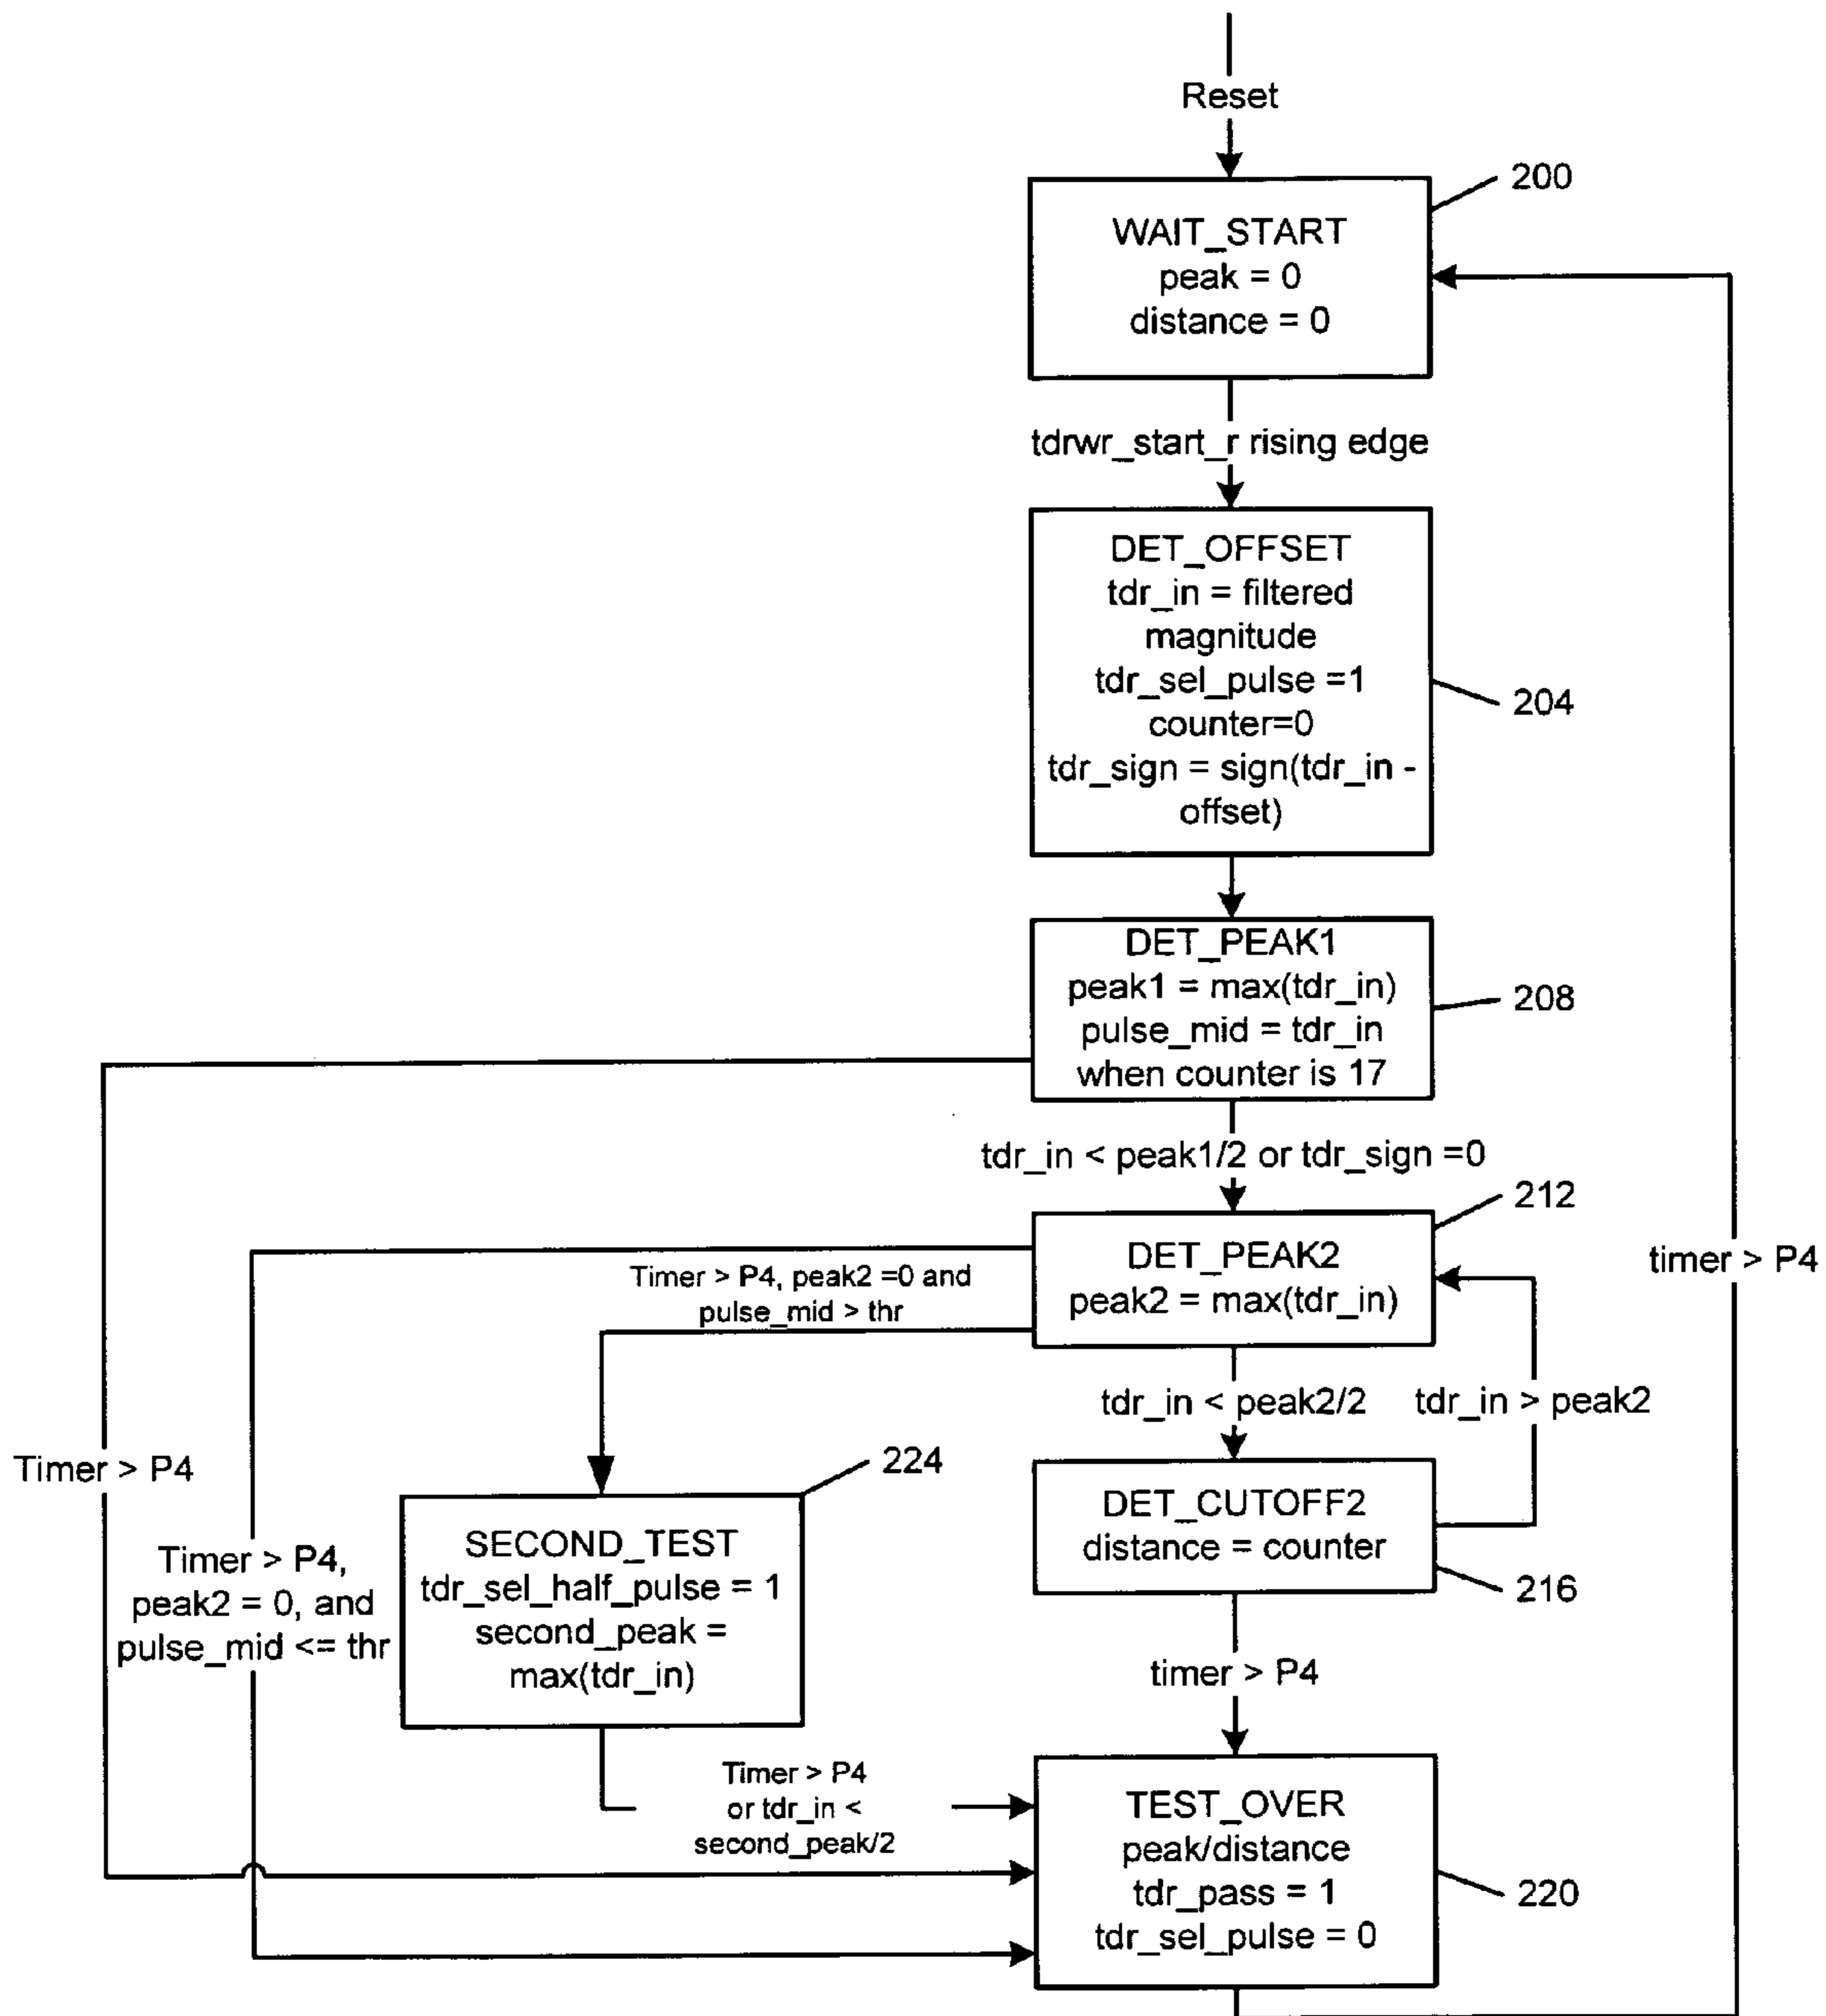 Reset
200
WAIT_START
peak = 0
distance = 0
tdrwr_start_r rising edge
DET_OFFSET
tdr_in = filtered
magnitude
tdr_sel_pulse =1
counter=0
tdr_sign = sign(tdr_in -
offset)
204
DET_PEAK1
peak1 = max(tdr_in)
pulse_mid = tdr_in
when counter is 17
208
tdr_in < peak1/2 or tdr_sign =0
212
DET_PEAK2
peak2 = max(tdr_in)
timer > P4
Timer > P4, peak2 =0 and
pulse_mid > thr
tdr_in < peak2/2
tdr_in > peak2
Timer > P4
224
SECOND_TEST
tdr_sel_half_pulse = 1
second_peak =
max(tdr_in)
DET_CUTOFF2
distance = counter
216
Timer > P4,
peak2 = 0, and
pulse_mid <= thr
timer > P4
Timer > P4
or tdr_in <
second_peak/2
TEST_OVER
peak/distance
tdr_pass = 1
tdr_sel_pulse = 0
220